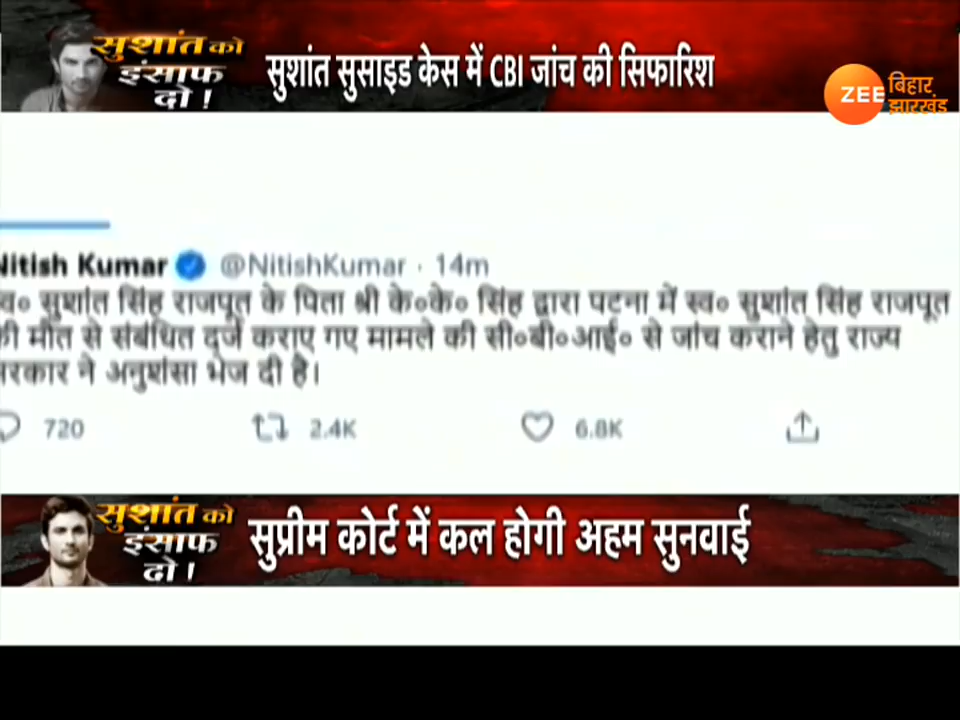 सुशांत को
इंसाफ
दो !
सुशांत सुसाइड केस में CBI जांच की सिफारिश
ZEE बिहार
झारखंड
Nitish Kumar @NitishKumar · 14m
स्व० सुशांत सिंह राजपूत के पिता श्री के०के० सिंह द्वारा पटना में स्व० सुशांत सिंह राजपूत
की मौत से संबंधित दर्ज कराए गए मामले की सी०बी०आई० से जांच कराने हेतु राज्य
सरकार ने अनुशंसा भेज दी है।
720 2.4K 6.8K
सुशांत को
इंसाफ
दो !
सुप्रीम कोर्ट में कल होगी अहम सुनवाई